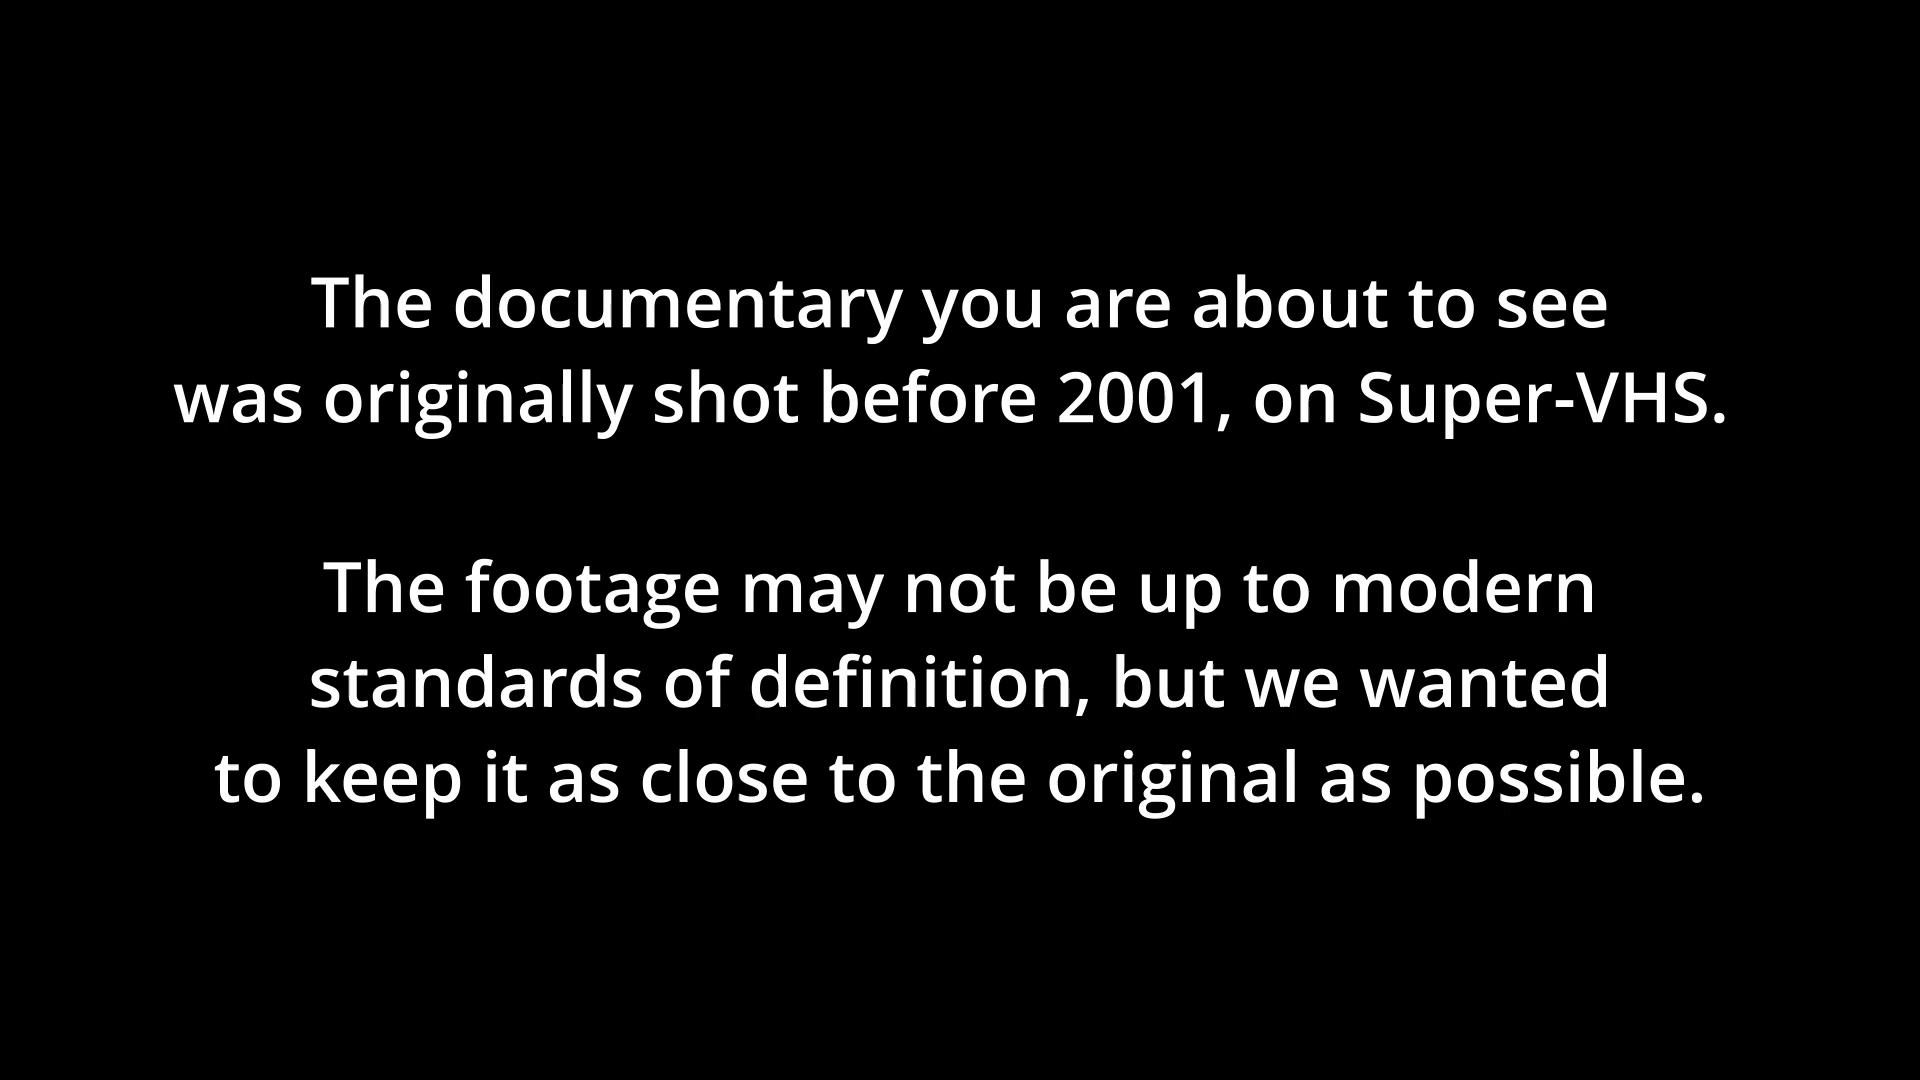 The documentary you are about to see
was originally shot before 2001, on Super-VHS.
The footage may not be up to modern
standards of definition, but we wanted
to keep it as close to the original as possible.